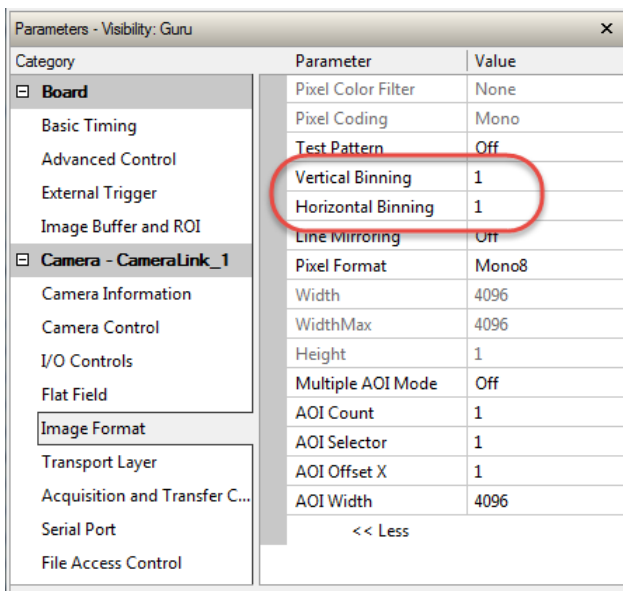 Parameters - Visibility: Guru ×
Category Parameter Value
Board Pixel Color Filter None
Basic Timing Pixel Coding Mono
Advanced Control Test Pattern Off
External Trigger Vertical Binning 1
Image Buffer and ROI Horizontal Binning 1
Line Mirroring Off
Camera - CameraLink_1 Pixel Format Mono8
Camera Information Width 4096
Camera Control WidthMax 4096
I/O Controls Height 1
Flat Field Multiple AOI Mode Off
Image Format AOI Count 1
Transport Layer AOI Selector 1
Acquisition and Transfer C... AOI Offset X 1
Serial Port AOI Width 4096
File Access Control << Less